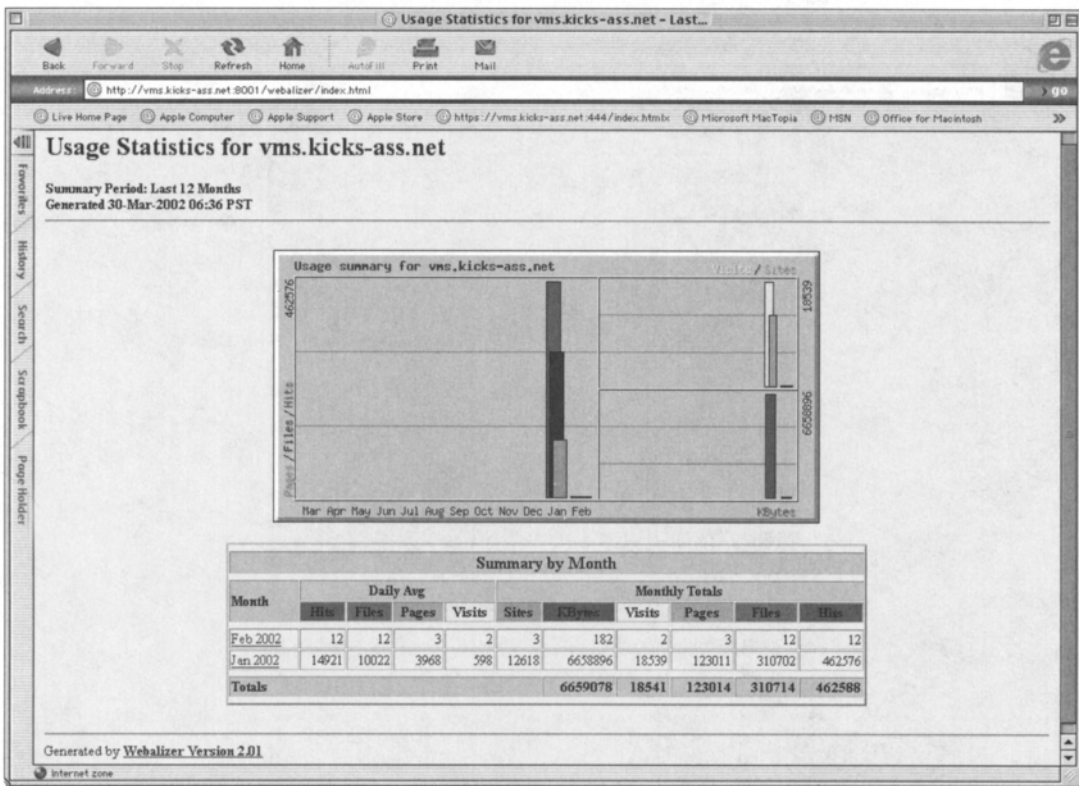 Usage Statistics for vms.kicks-ass.net - Last...
Back Forward Stop Refresh Home AutoFill Print Mail
Address: http://vms.kicks-ass.net:8001/webalizer/index.html go
Live Home Page Apple Computer Apple Support Apple Store https://vms.kicks-ass.net:444/index.htmlx Microsoft MacTopia MSN Office for Macintosh
Favorites
History
Search
Scrapbook
Page Holder
Usage Statistics for vms.kicks-ass.net
Summary Period: Last 12 Months
Generated 30-Mar-2002 06:36 PST
Usage summary for vms.kicks-ass.net
Visits / Sites
462576
18539
Pages / Files / Hits
6658896
Mar Apr May Jun Jul Aug Sep Oct Nov Dec Jan Feb
KBytes
Summary by Month
Month Daily Avg Monthly Totals
Hits Files Pages Visits Sites KBytes Visits Pages Files Hits
Feb 2002 12 12 3 2 3 182 2 3 12 12
Jan 2002 14921 10022 3968 598 12618 6658896 18539 123011 310702 462576
Totals 6659078 18541 123014 310714 462588
Generated by Webalizer Version 2.01
Internet zone